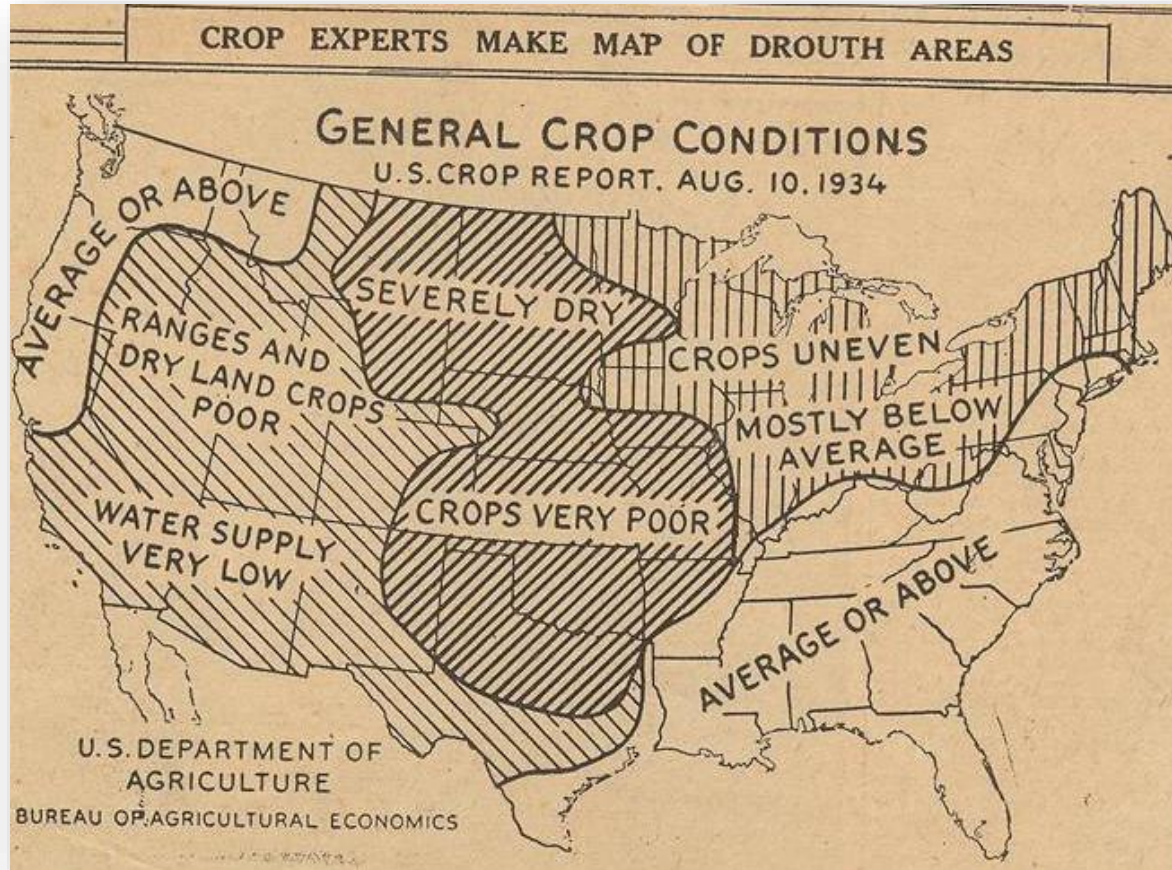 CROP EXPERTS MAKE MAP OF DROUTH AREAS
GENERAL CROP CONDITIONS
U.S. CROP REPORT. AUG. 10, 1934
AVERAGE OR ABOVE
SEVERELY DRY
RANGES AND
DRY LAND CROPS
POOR
CROPS UNEVEN
MOSTLY BELOW
AVERAGE
WATER SUPPLY
VERY LOW
CROPS VERY POOR
AVERAGE OR ABOVE
U.S. DEPARTMENT OF
AGRICULTURE
BUREAU OF AGRICULTURAL ECONOMICS